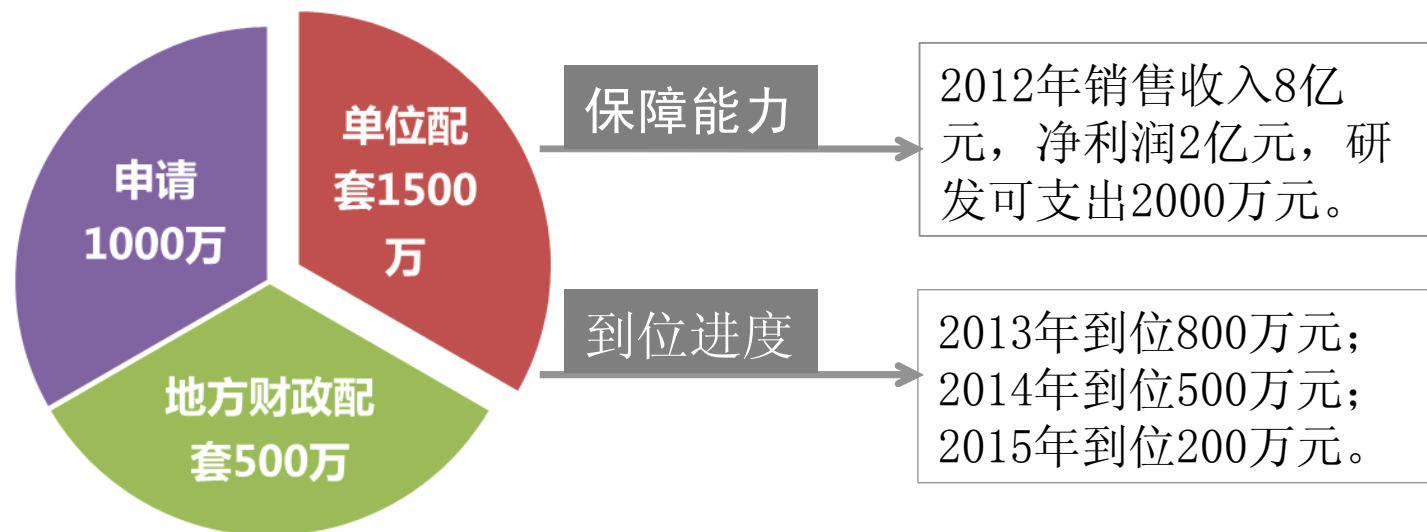 申请
1000万
单位配
套1500
万
地方财政配
套500万
保障能力
2012年销售收入8亿
元，净利润2亿元，研
发可支出2000万元。
到位进度
2013年到位800万元；
2014年到位500万元；
2015年到位200万元。